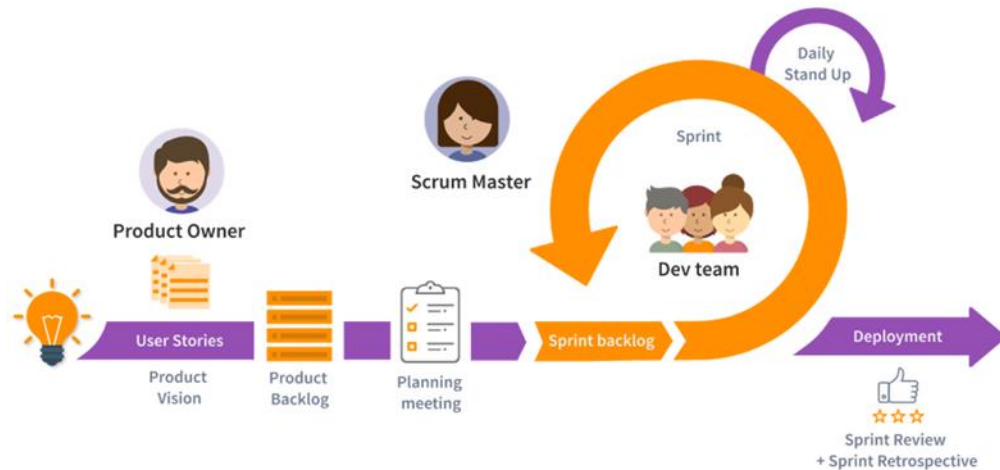 Daily
Stand Up
Sprint
Scrum Master
Product Owner
Dev team
User Stories
Sprint backlog
Deployment
Product
Vision
Product
Backlog
Planning
meeting
Sprint Review
+ Sprint Retrospective